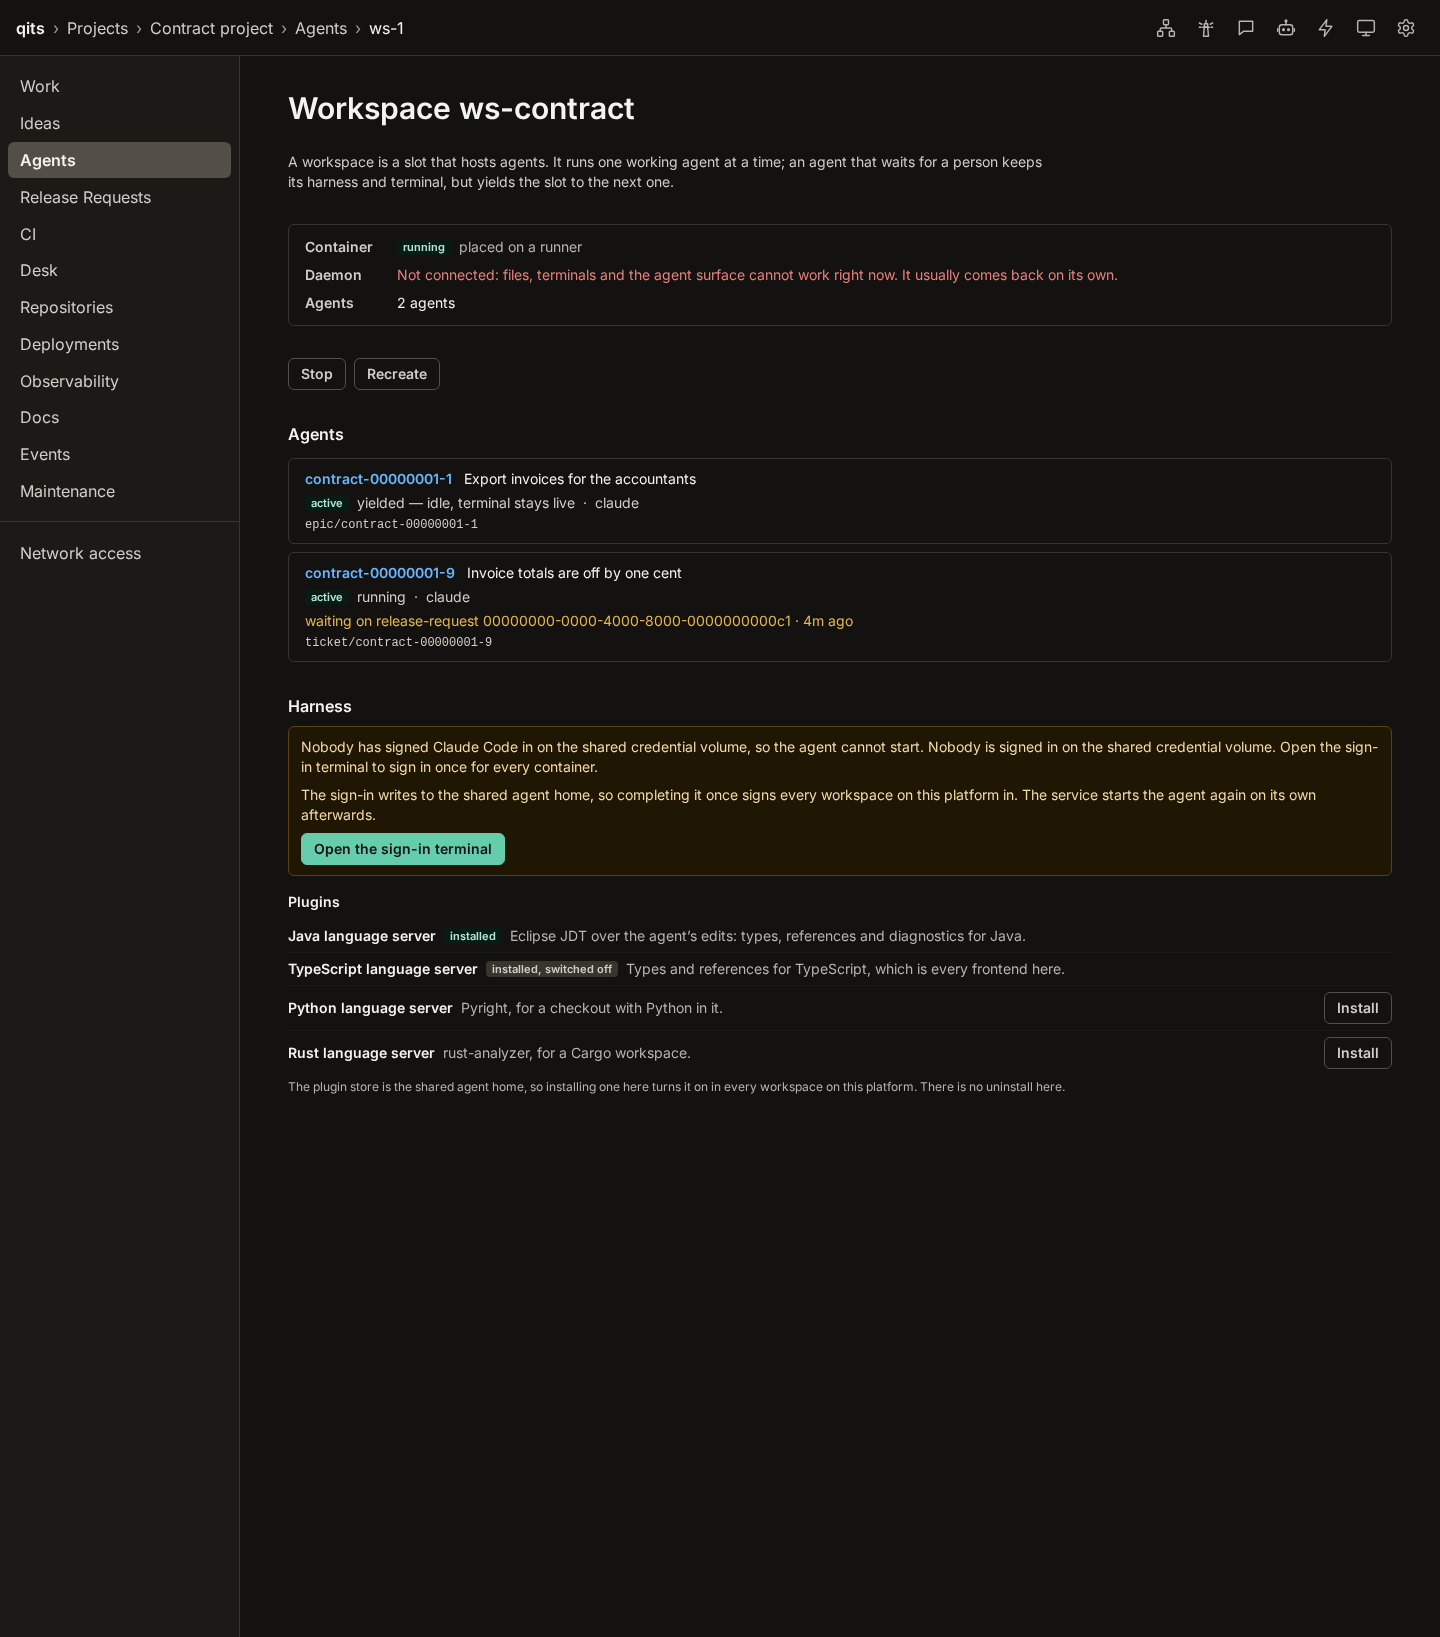 qits › Projects › Contract project › Agents › ws-1
Work
Ideas
Agents
Release Requests
CI
Desk
Repositories
Deployments
Observability
Docs
Events
Maintenance
Network access
Workspace ws-contract
A workspace is a slot that hosts agents. It runs one working agent at a time; an agent that waits for a person keeps
its harness and terminal, but yields the slot to the next one.
Container running placed on a runner
Daemon Not connected: files, terminals and the agent surface cannot work right now. It usually comes back on its own.
Agents 2 agents
Stop Recreate
Agents
contract-00000001-1 Export invoices for the accountants
active yielded — idle, terminal stays live · claude
epic/contract-00000001-1
contract-00000001-9 Invoice totals are off by one cent
active running · claude
waiting on release-request 00000000-0000-4000-8000-0000000000c1 · 4m ago
ticket/contract-00000001-9
Harness
Nobody has signed Claude Code in on the shared credential volume, so the agent cannot start. Nobody is signed in on the shared credential volume. Open the sign-
in terminal to sign in once for every container.
The sign-in writes to the shared agent home, so completing it once signs every workspace on this platform in. The service starts the agent again on its own
afterwards.
Open the sign-in terminal
Plugins
Java language server installed Eclipse JDT over the agent’s edits: types, references and diagnostics for Java.
TypeScript language server installed, switched off Types and references for TypeScript, which is every frontend here.
Python language server Pyright, for a checkout with Python in it. Install
Rust language server rust-analyzer, for a Cargo workspace. Install
The plugin store is the shared agent home, so installing one here turns it on in every workspace on this platform. There is no uninstall here.